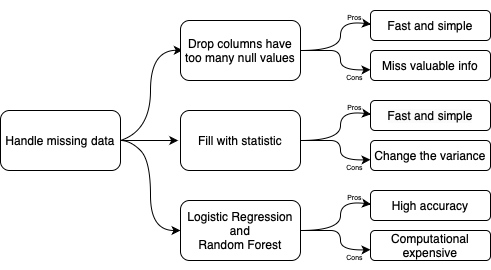 Handle missing data
Drop columns have
too many null values
Pros
Fast and simple
Cons
Miss valuable info
Fill with statistic
Pros
Fast and simple
Cons
Change the variance
Logistic Regression
and
Random Forest
Pros
High accuracy
Cons
Computational
expensive